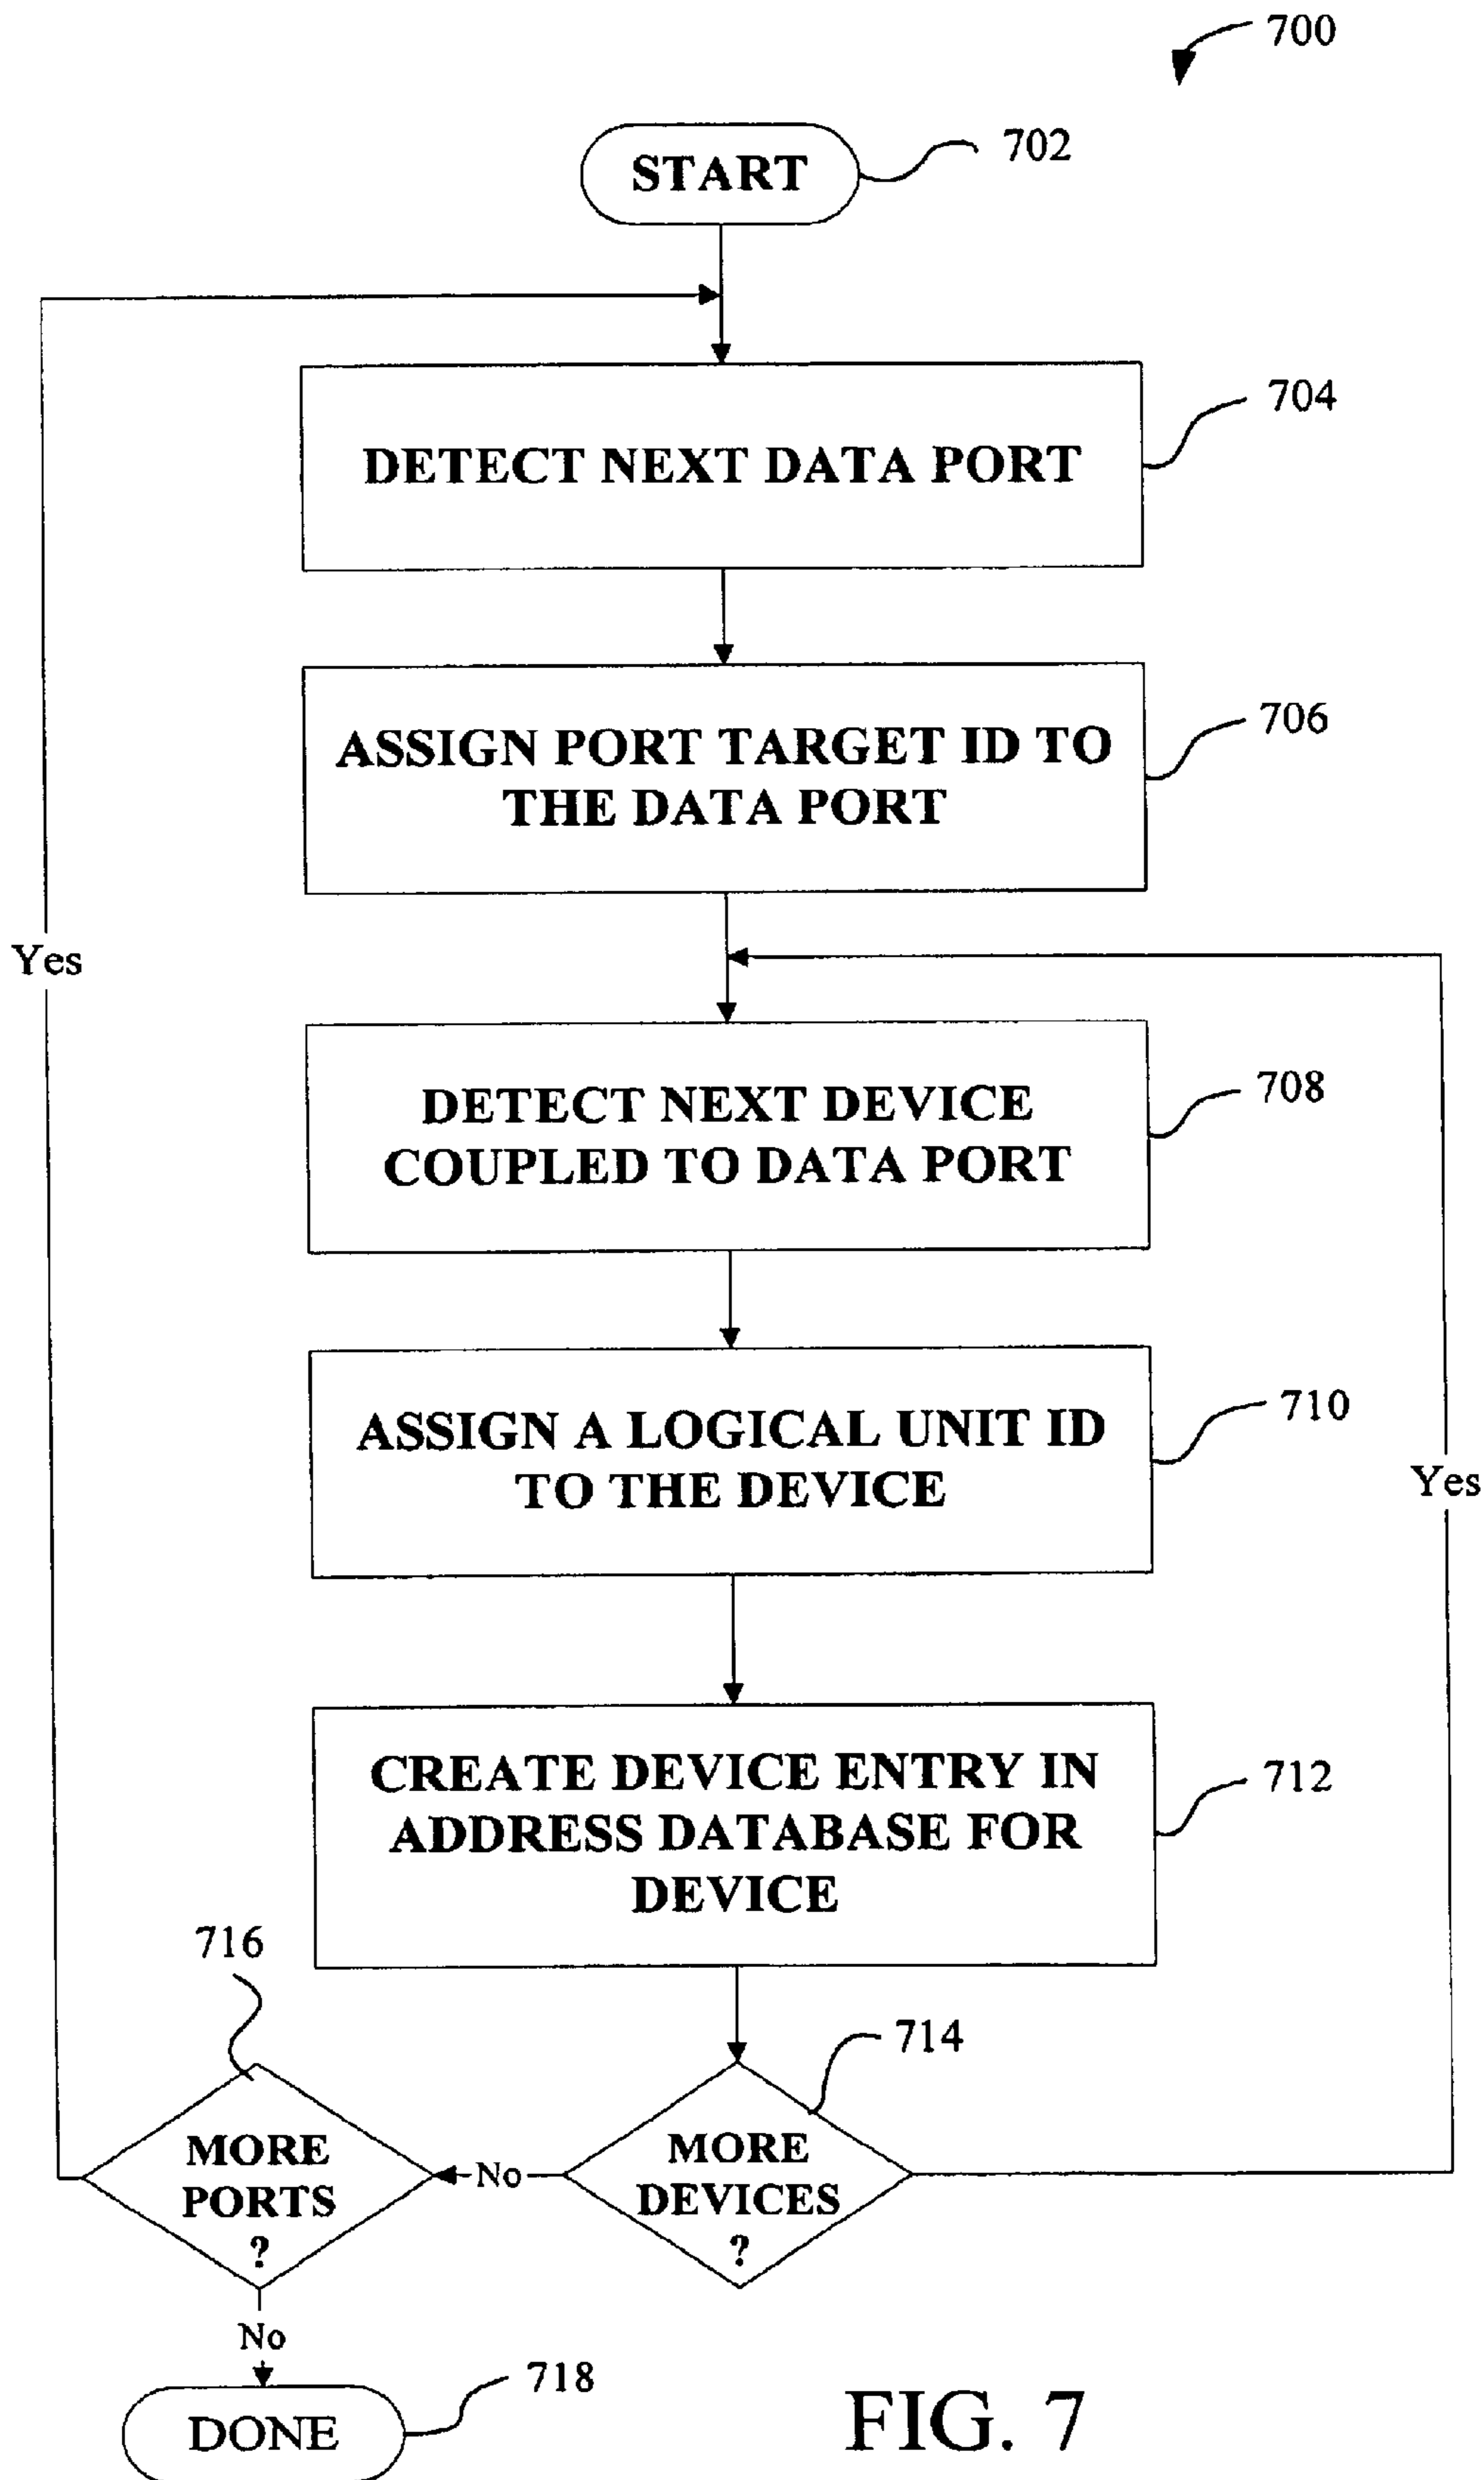 700
START
702
DETECT NEXT DATA PORT
704
ASSIGN PORT TARGET ID TO
THE DATA PORT
706
Yes
DETECT NEXT DEVICE
COUPLED TO DATA PORT
708
ASSIGN A LOGICAL UNIT ID
TO THE DEVICE
710
Yes
CREATE DEVICE ENTRY IN
ADDRESS DATABASE FOR
DEVICE
712
716
714
MORE
PORTS
?
No
MORE
DEVICES
?
No
DONE
718
FIG. 7